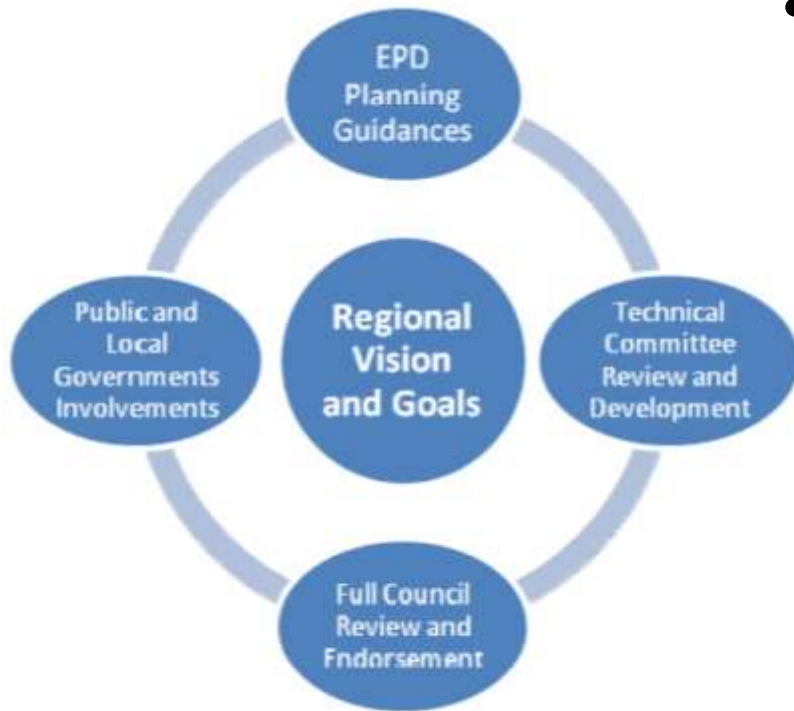 EPD
Planning
Guidances
Regional
Vision
and Goals
Public and
Local
Governments
Involvements
Technical
Committee
Review and
Development
Full Council
Review and
Endorsement